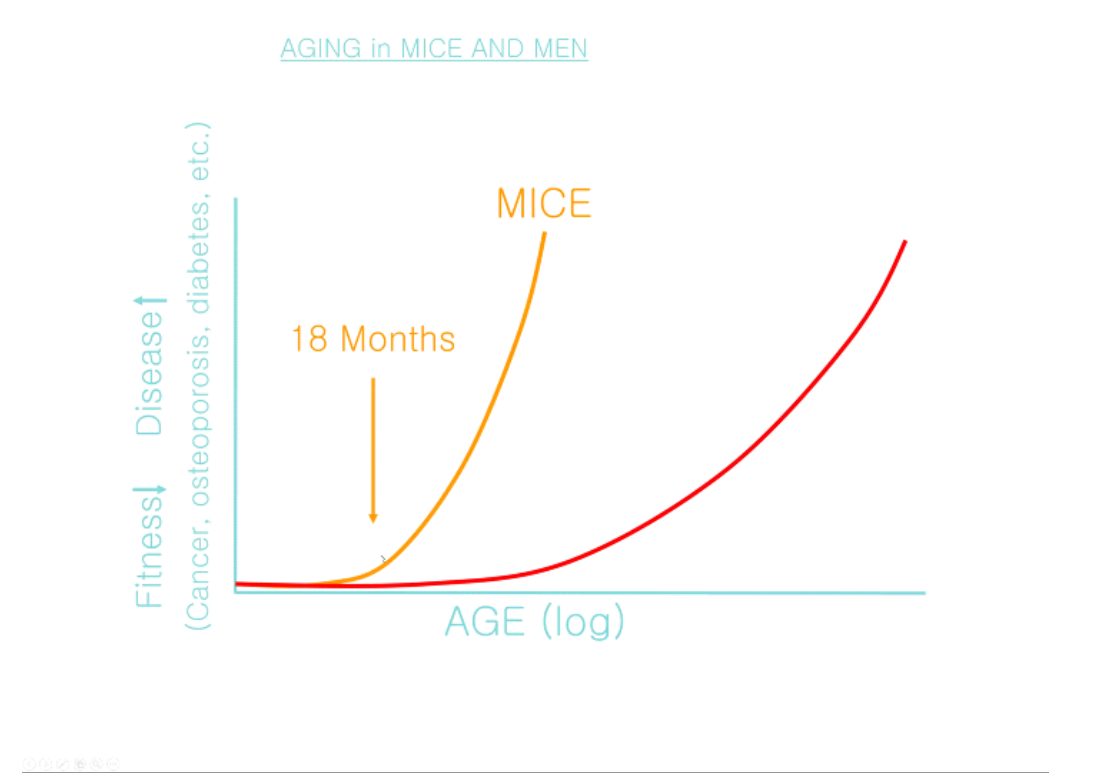 AGING in MICE AND MEN
MICE
18 Months
Fitness↓ Disease↑
(Cancer, osteoporosis, diabetes, etc.)
AGE (log)